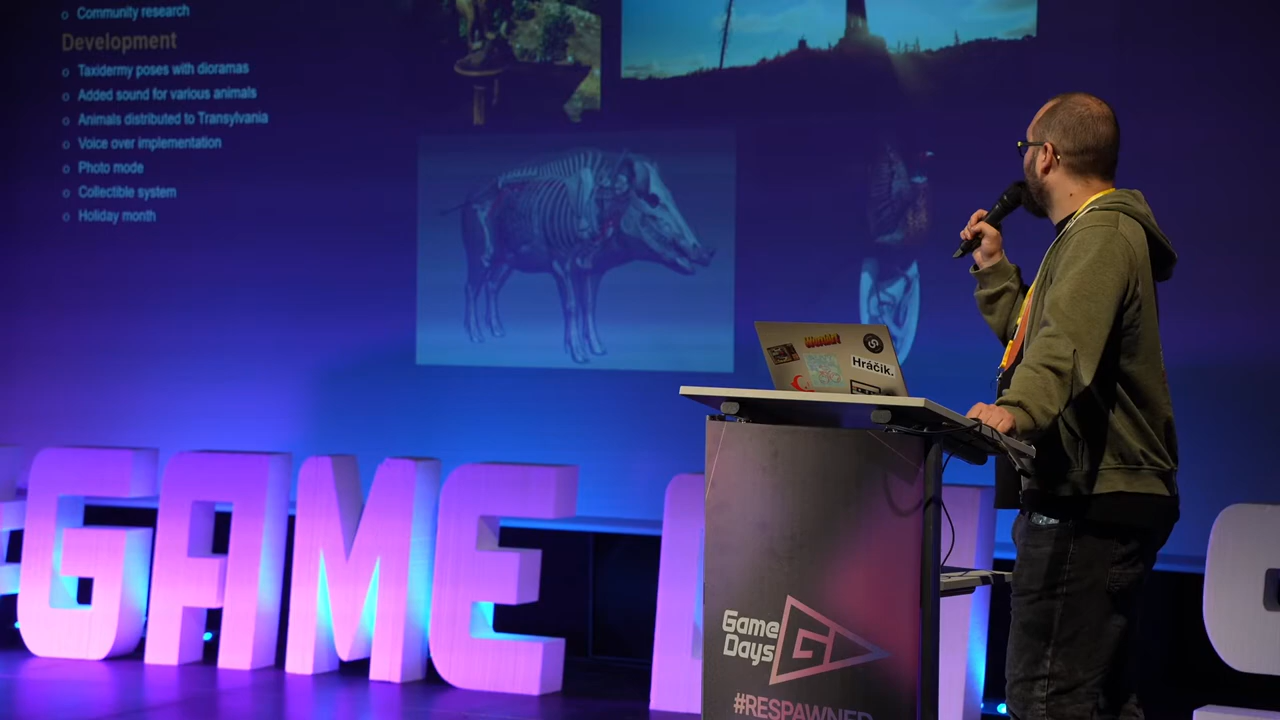 o Community research
Development
o Taxidermy poses with dioramas
o Added sound for various animals
o Animals distributed to Transylvania
o Voice over implementation
o Photo mode
o Collectible system
o Holiday month
Hráčik.
GAME
Game
Days
#RESPAWNED